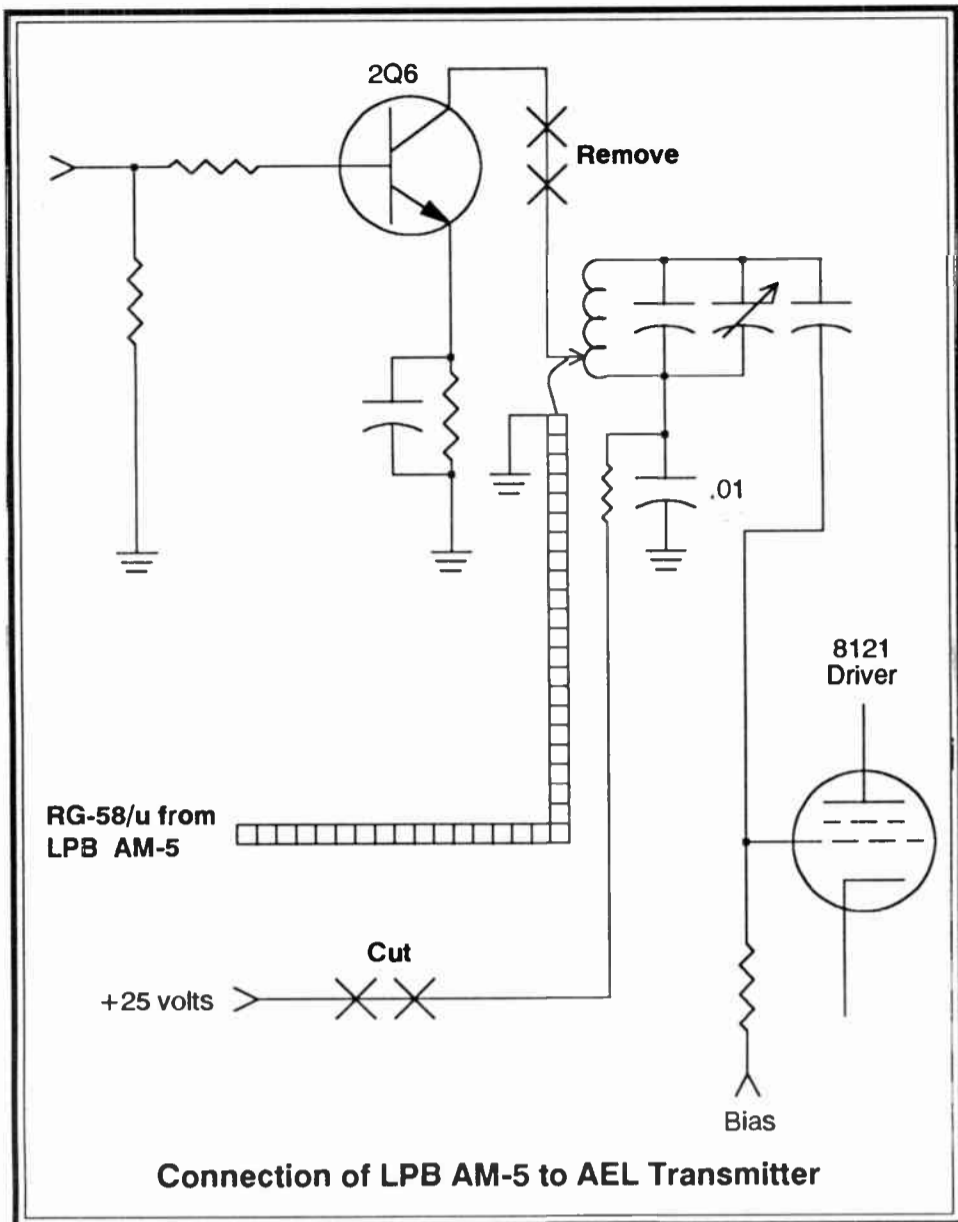 2Q6
Remove
.01
8121
Driver
RG-58/u from
LPB AM-5
Cut
+25 volts
Bias
Connection of LPB AM-5 to AEL Transmitter